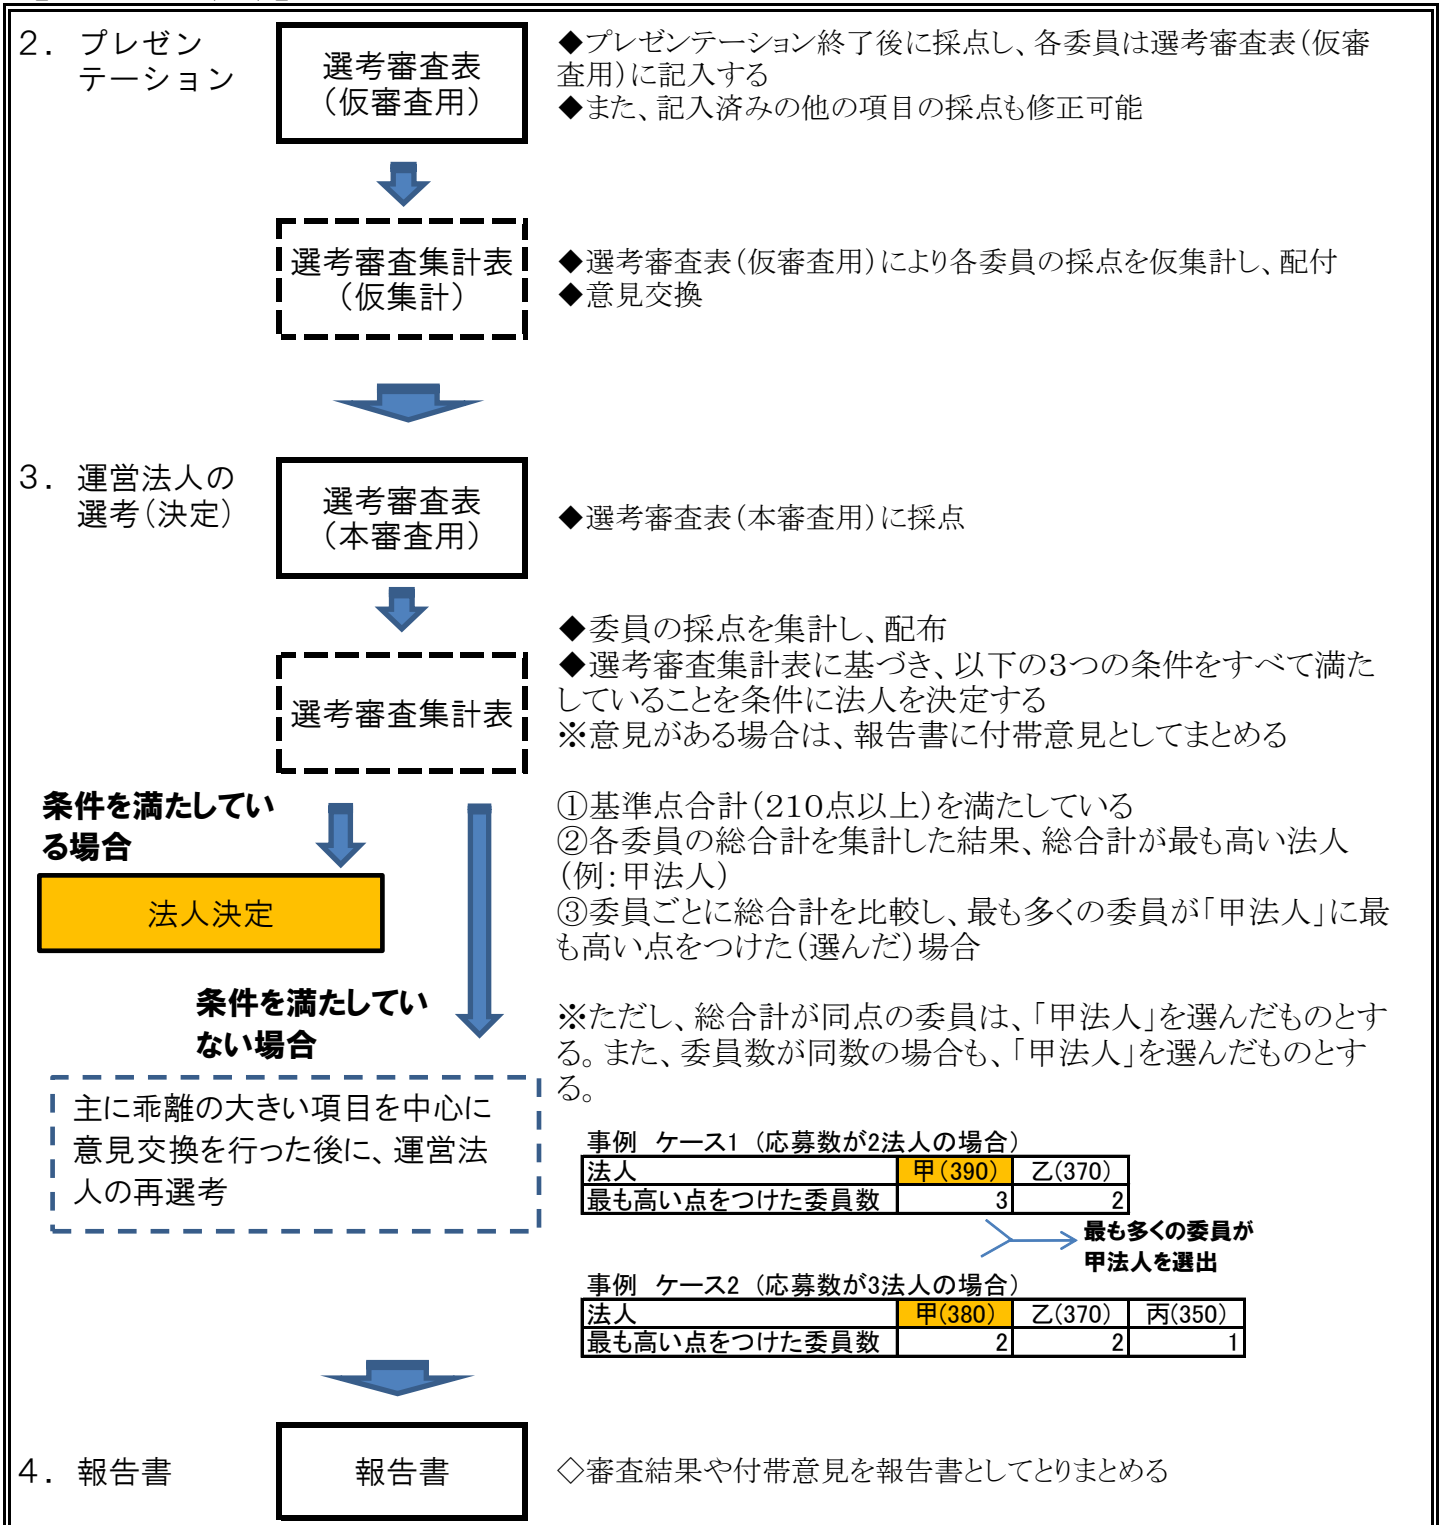 ２．プレゼン
テーション
選考審査表
（仮審査用）
◆プレゼンテーション終了後に採点し、各委員は選考審査表（仮審
査用）に記入する
◆また、記入済みの他の項目の採点も修正可能
選考審査集計表
（仮集計）
◆選考審査表（仮審査用）により各委員の採点を仮集計し、配付
◆意見交換
３．運営法人の
選考（決定）
選考審査表
（本審査用）
◆選考審査表（本審査用）に採点
選考審査集計表
◆委員の採点を集計し、配布
◆選考審査集計表に基づき、以下の３つの条件をすべて満た
していることを条件に法人を決定する
※意見がある場合は、報告書に付帯意見としてまとめる
条件を満たしてい
る場合
法人決定
①基準点合計（210点以上）を満たしている
②各委員の総合計を集計した結果、総合計が最も高い法人
（例：甲法人）
③委員ごとに総合計を比較し、最も多くの委員が「甲法人」に最
も高い点をつけた（選んだ）場合
条件を満たしてい
ない場合
※ただし、総合計が同点の委員は、「甲法人」を選んだものとす
る。また、委員数が同数の場合も、「甲法人」を選んだものとす
る。
主に乖離の大きい項目を中心に
意見交換を行った後に、運営法
人の再選考
事例　ケース1　（応募数が2法人の場合）
法人 甲（390） 乙(370)
最も高い点をつけた委員数 3 2
最も多くの委員が
甲法人を選出
事例　ケース2　（応募数が3法人の場合）
法人 甲(380) 乙(370) 丙(350)
最も高い点をつけた委員数 2 2 1
４．報告書
報告書
◇審査結果や付帯意見を報告書としてとりまとめる